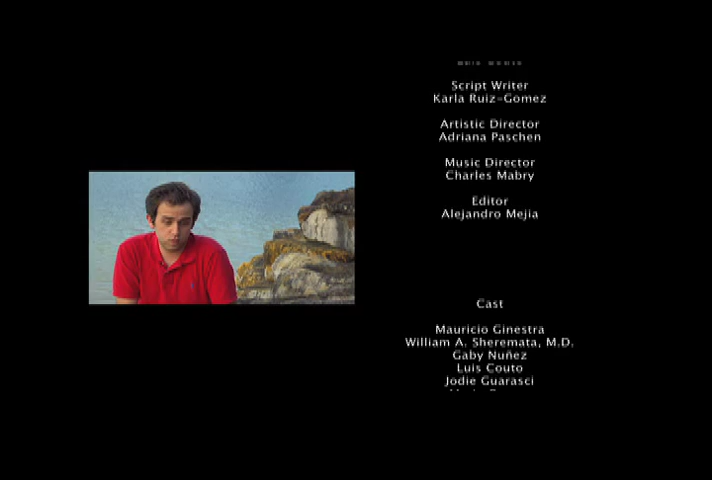 Script Writer
Karla Ruiz-Gomez
Artistic Director
Adriana Paschen
Music Director
Charles Mabry
Editor
Alejandro Mejia
Cast
Mauricio Ginestra
William A. Sheremata, M.D.
Gaby Nuñez
Luis Couto
Jodie Guarasci